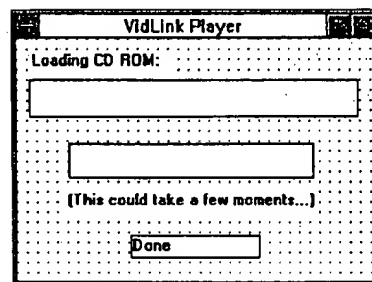 VidLink Player
Loading CD ROM:
(This could take a few moments...)
Done